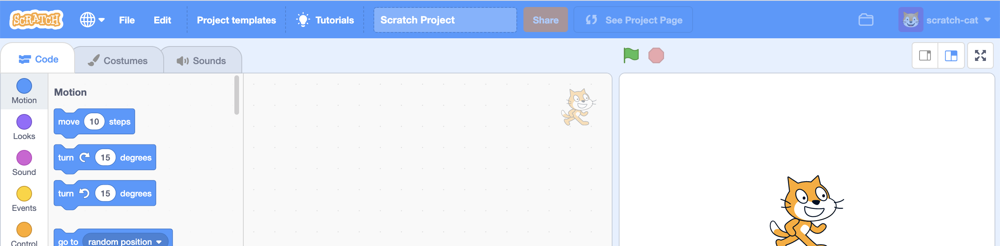 SCRATCH File Edit Project templates Tutorials Scratch Project Share See Project Page scratch-cat
Code Costumes Sounds
Motion
Looks
Sound
Events
Control
Motion
move 10 steps
turn 15 degrees
turn 15 degrees
go to random position